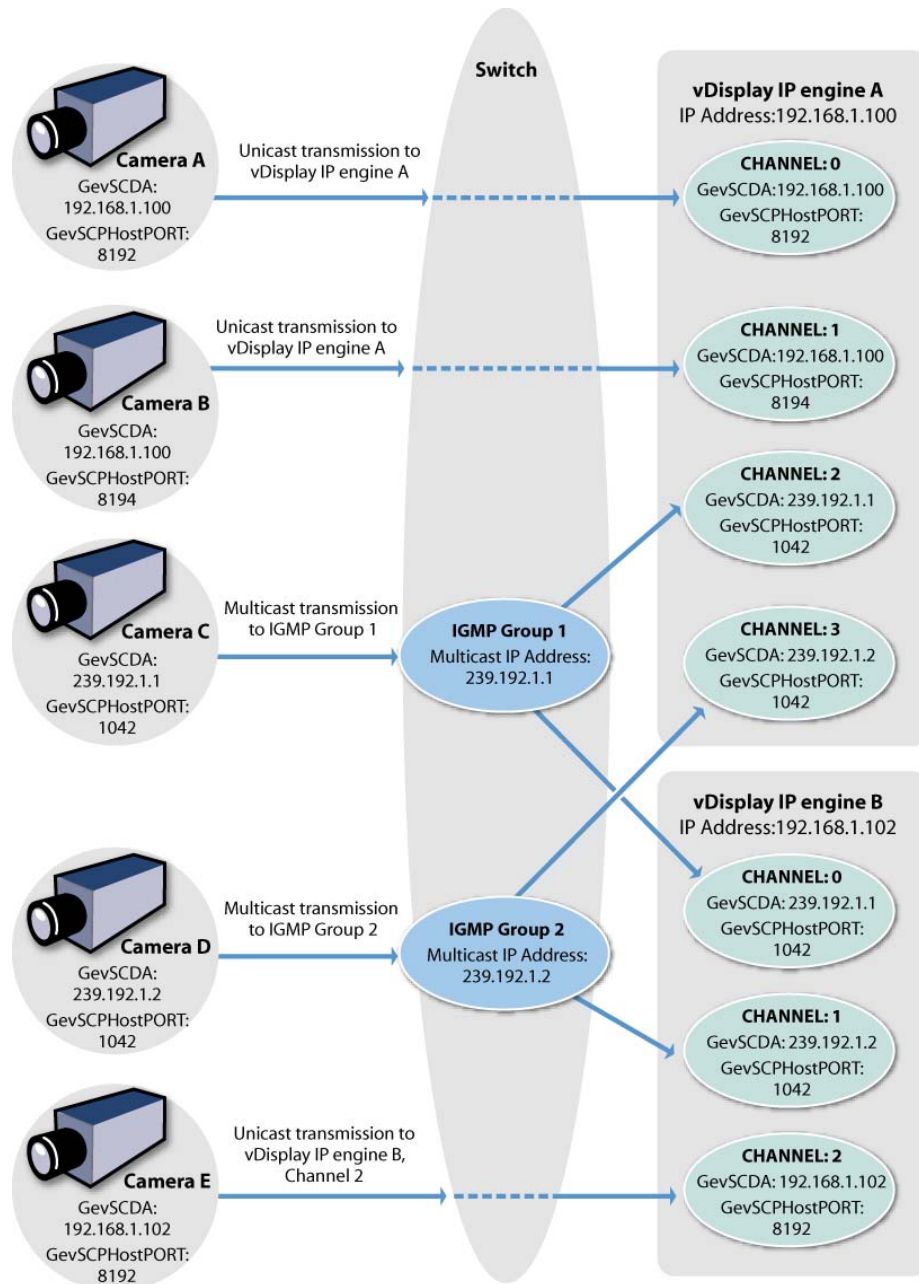 Switch
vDisplay IP engine A
IP Address:192.168.1.100
Camera A
GevSCDA:
192.168.1.100
GevSCPHostPORT:
8192
Unicast transmission to
vDisplay IP engine A
CHANNEL: 0
GevSCDA:192.168.1.100
GevSCPHostPORT:
8192
Camera B
GevSCDA:
192.168.1.100
GevSCPHostPORT:
8194
Unicast transmission to
vDisplay IP engine A
CHANNEL: 1
GevSCDA:192.168.1.100
GevSCPHostPORT:
8194
CHANNEL: 2
GevSCDA: 239.192.1.1
GevSCPHostPORT:
1042
Camera C
GevSCDA:
239.192.1.1
GevSCPHostPORT:
1042
Multicast transmission
to IGMP Group 1
IGMP Group 1
Multicast IP Address:
239.192.1.1
CHANNEL: 3
GevSCDA: 239.192.1.2
GevSCPHostPORT:
1042
vDisplay IP engine B
IP Address:192.168.1.102
CHANNEL: 0
GevSCDA: 239.192.1.1
GevSCPHostPORT:
1042
Camera D
GevSCDA:
239.192.1.2
GevSCPHostPORT:
1042
Multicast transmission
to IGMP Group 2
IGMP Group 2
Multicast IP Address:
239.192.1.2
CHANNEL: 1
GevSCDA: 239.192.1.2
GevSCPHostPORT:
1042
Camera E
GevSCDA:
192.168.1.102
GevSCPHostPORT:
8192
Unicast transmission to
vDisplay IP engine B,
Channel 2
CHANNEL: 2
GevSCDA: 192.168.1.102
GevSCPHostPORT:
8192